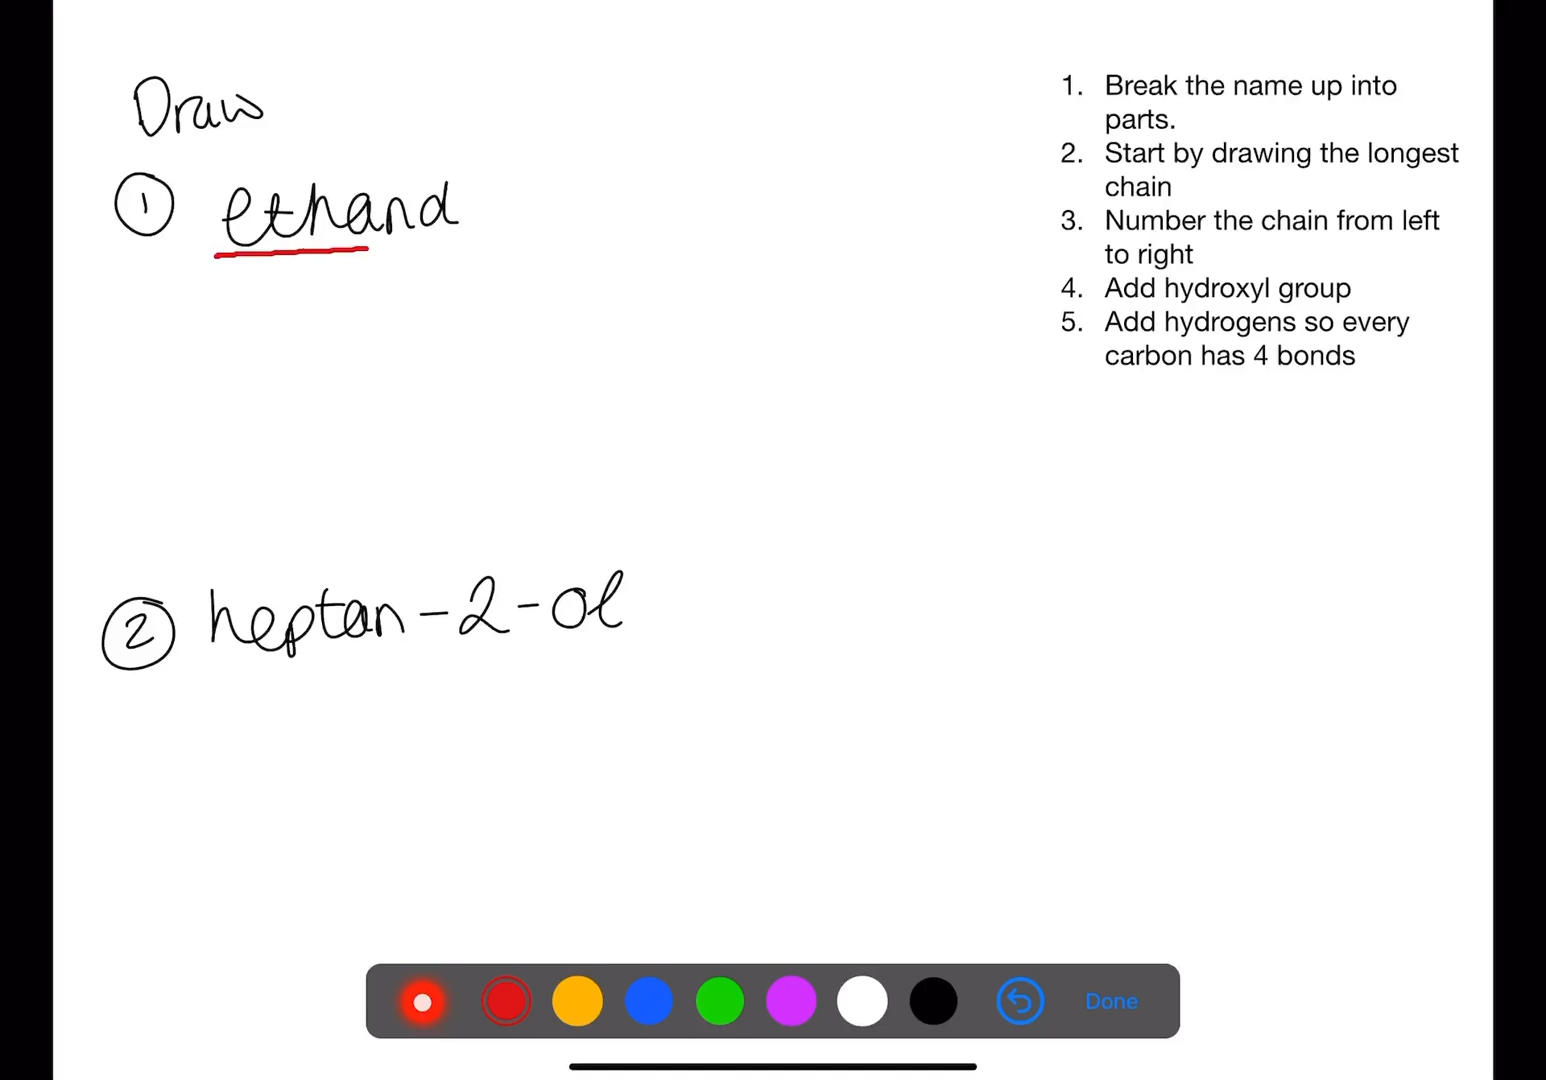 Draw
① ethanol
② heptan-2-ol
1. Break the name up into
parts.
2. Start by drawing the longest
chain
3. Number the chain from left
to right
4. Add hydroxyl group
5. Add hydrogens so every
carbon has 4 bonds
Done